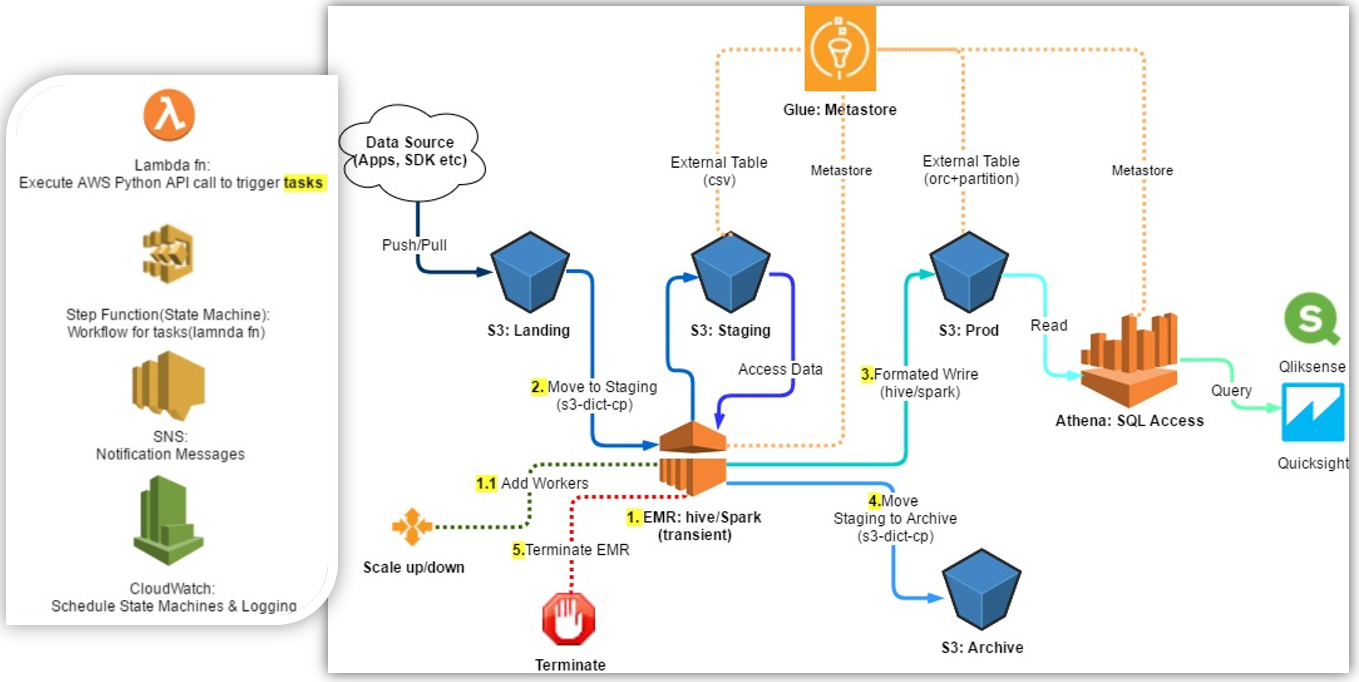 Lambda fn:
Execute AWS Python API call to trigger tasks
Step Function(State Machine):
Workflow for tasks(lamnda fn)
SNS:
Notification Messages
CloudWatch:
Schedule State Machines & Logging
Glue: Metastore
Data Source
(Apps, SDK etc)
External Table
(csv)
Metastore
External Table
(orc+partition)
Metastore
Push/Pull
S3: Landing
S3: Staging
S3: Prod
Read
Access Data
2. Move to Staging
(s3-dict-cp)
3.Formated Wrire
(hive/spark)
Athena: SQL Access
Query
Qliksense
Quicksight
1.1 Add Workers
1. EMR: hive/Spark
(transient)
4.Move
Staging to Archive
(s3-dict-cp)
5.Terminate EMR
Scale up/down
Terminate
S3: Archive